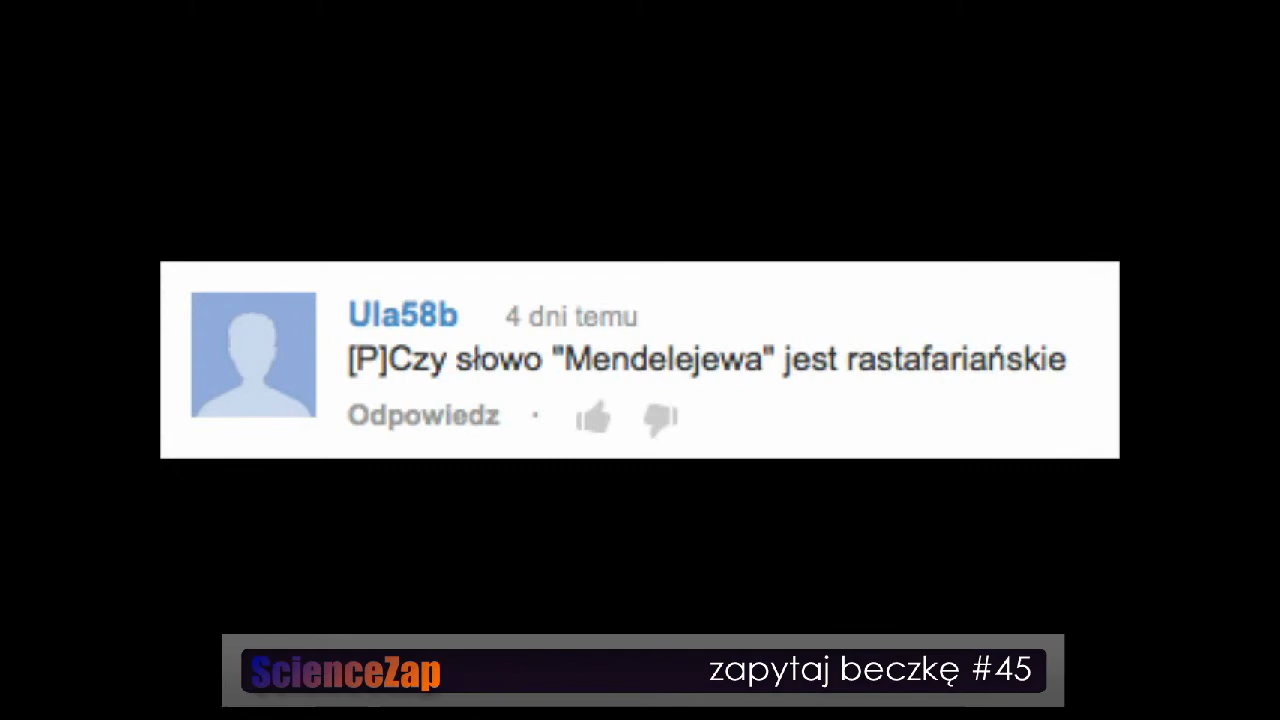 Ula58b 4 dni temu
[P]Czy słowo "Mendelejewa" jest rastafariańskie
Odpowiedz ·
ScienceZap zapytaj beczkę #45